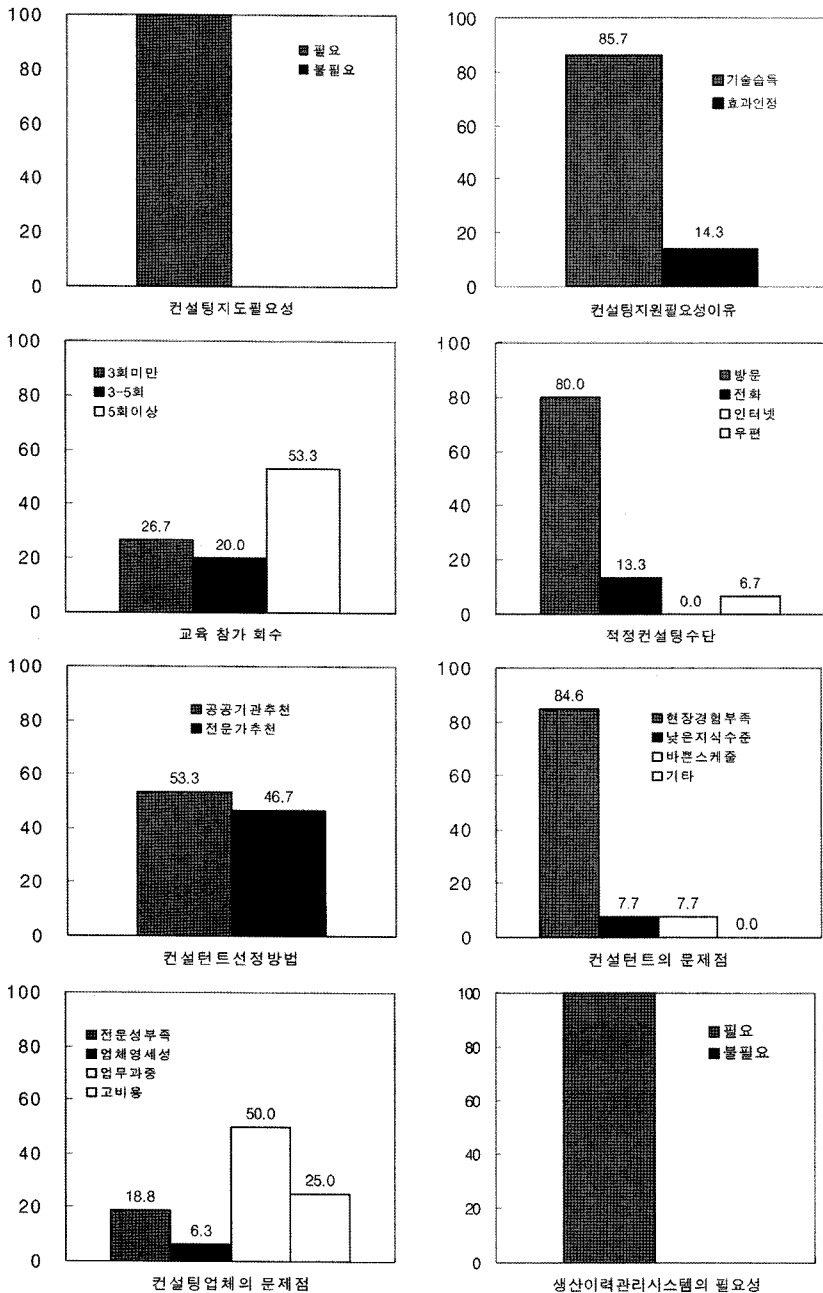 100
80
60
40
20
0
필요
불필요
컨설팅지도필요성
100
80
60
40
20
0
85.7
14.3
기술습득
효과인정
컨설팅지원필요성이유
100
80
60
40
20
0
3회미만
3-5회
5회이상
26.7
20.0
53.3
교육 참가 회수
100
80
60
40
20
0
방문
전화
인터넷
우편
80.0
13.3
0.0
6.7
적정컨설팅수단
100
80
60
40
20
0
공공기관추천
전문가추천
53.3
46.7
컨설턴트선정방법
100
80
60
40
20
0
84.6
7.7
7.7
0.0
현장경험부족
낮은지식수준
바쁜스케줄
기타
컨설턴트의 문제점
100
80
60
40
20
0
전문성부족
업체영세성
업무과중
고비용
18.8
6.3
50.0
25.0
컨설팅업체의 문제점
100
80
60
40
20
0
필요
불필요
생산이력관리시스템의 필요성